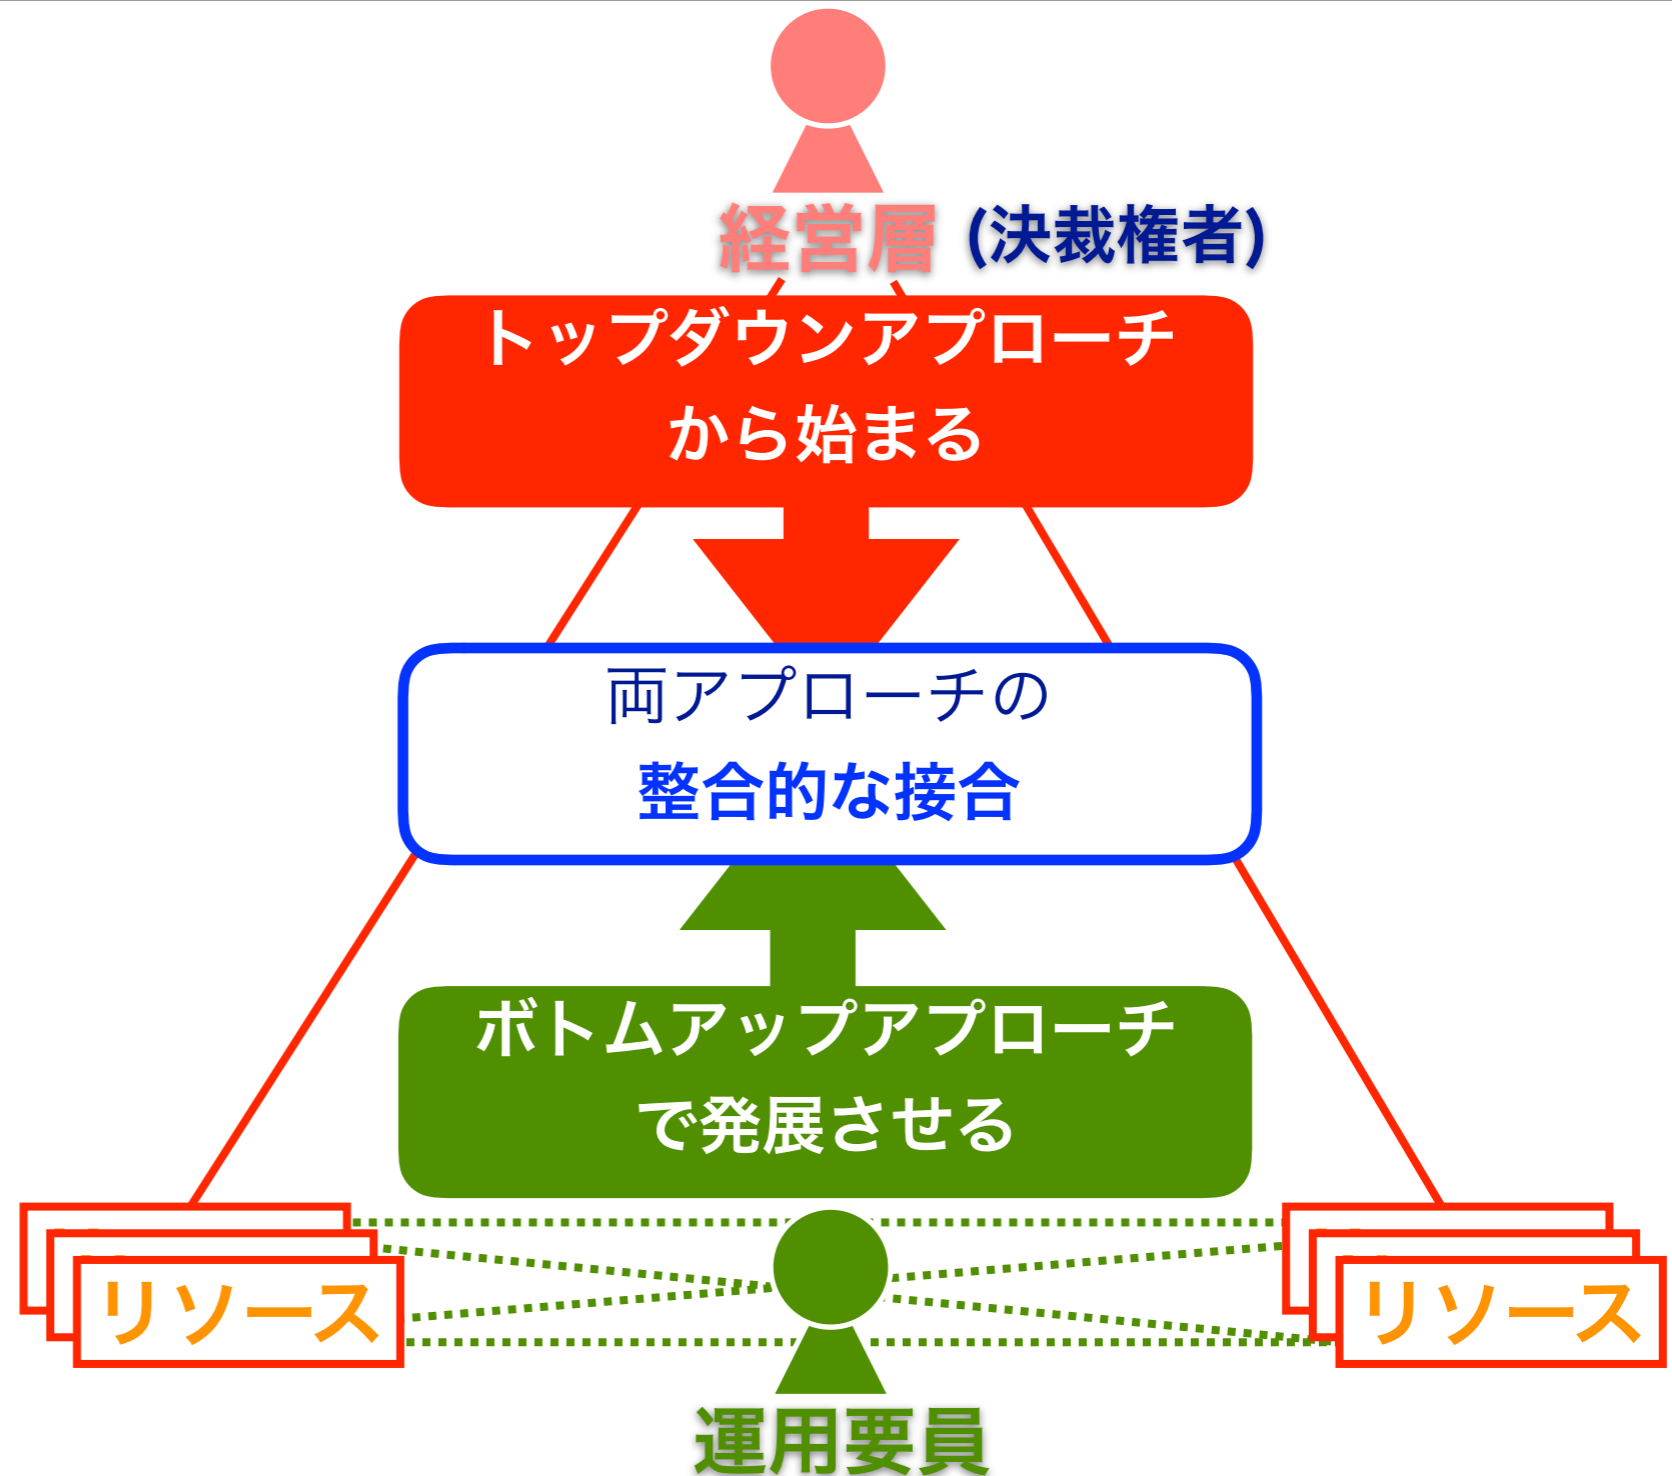 経営層 (決裁権者)
トップダウンアプローチ
から始まる
両アプローチの
整合的な接合
ボトムアップアプローチ
で発展させる
リソース
リソース
運用要員